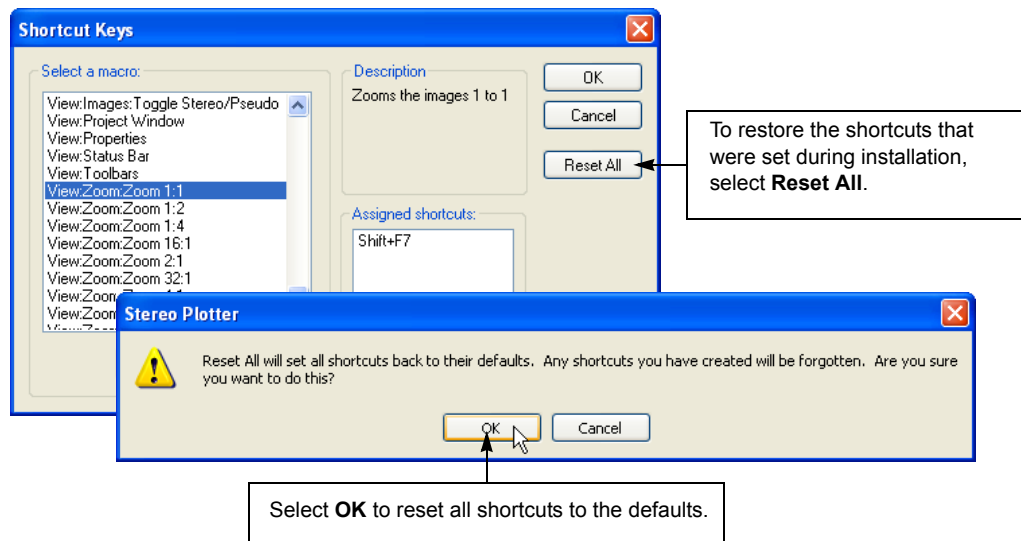 Shortcut Keys
Select a macro:
View:Images:Toggle Stereo/Pseudo
View:Project Window
View:Properties
View:Status Bar
View:Toolbars
View:Zoom:Zoom 1:1
View:Zoom:Zoom 1:2
View:Zoom:Zoom 1:4
View:Zoom:Zoom 16:1
View:Zoom:Zoom 2:1
View:Zoom:Zoom 32:1
Description
Zooms the images 1 to 1
Assigned shortcuts:
Shift+F7
OK
Cancel
Reset All
To restore the shortcuts that
were set during installation,
select Reset All.
Stereo Plotter
Reset All will set all shortcuts back to their defaults. Any shortcuts you have created will be forgotten. Are you sure
you want to do this?
OK
Cancel
Select OK to reset all shortcuts to the defaults.